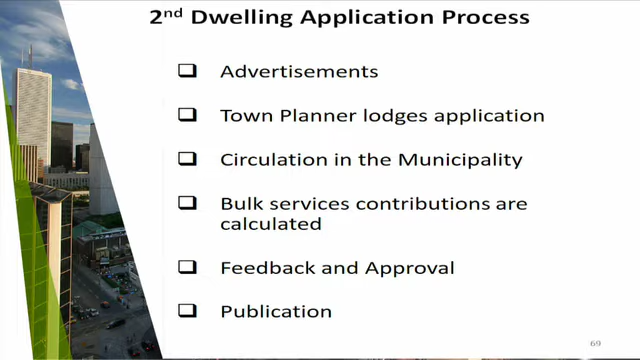 2nd Dwelling Application Process
❑ Advertisements
❑ Town Planner lodges application
❑ Circulation in the Municipality
❑ Bulk services contributions are
calculated
❑ Feedback and Approval
❑ Publication
69